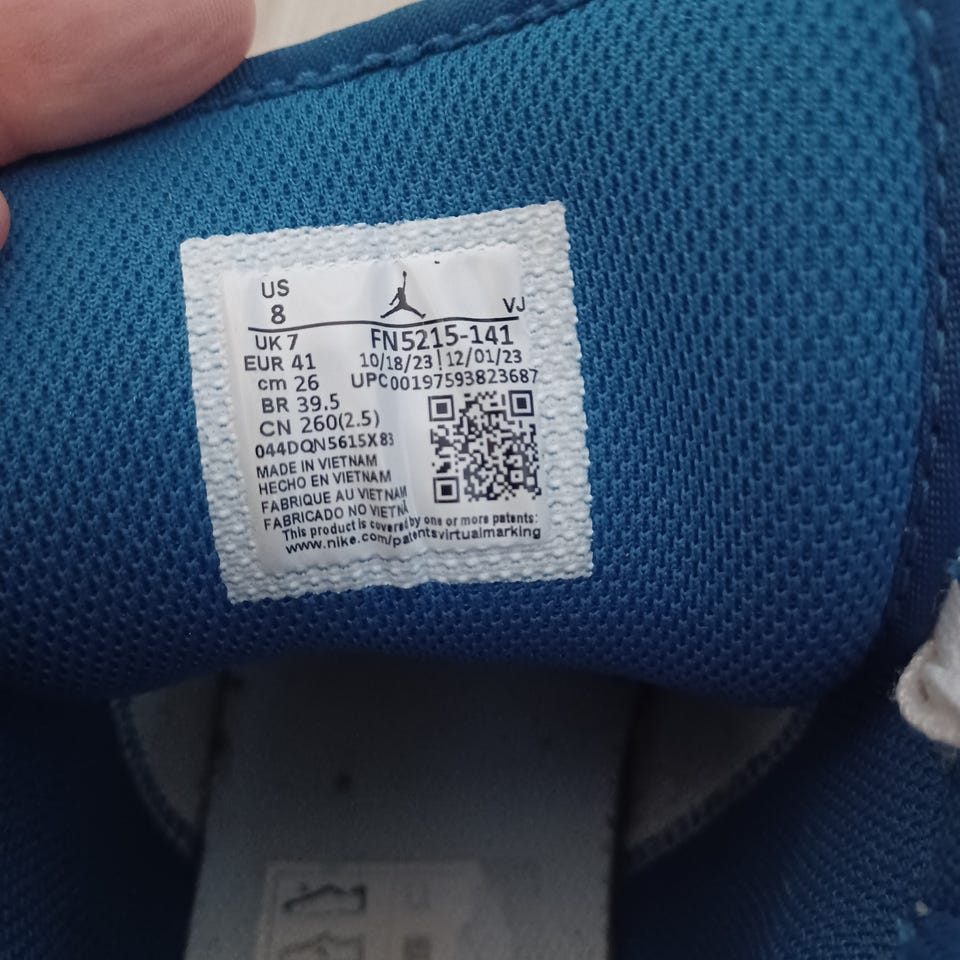 US
8
VJ
UK 7
FN5215-141
EUR 41
10/18/23 | 12/01/23
cm 26
UPC 00197593823687
BR 39.5
CN 260(2.5)
044DQN5615X83
MADE IN VIETNAM
HECHO EN VIETNAM
FABRIQUE AU VIETNAM
FABRICADO NO VIETNA
This product is covered by one or more patents:
www.nike.com/patentsvirtualmarking